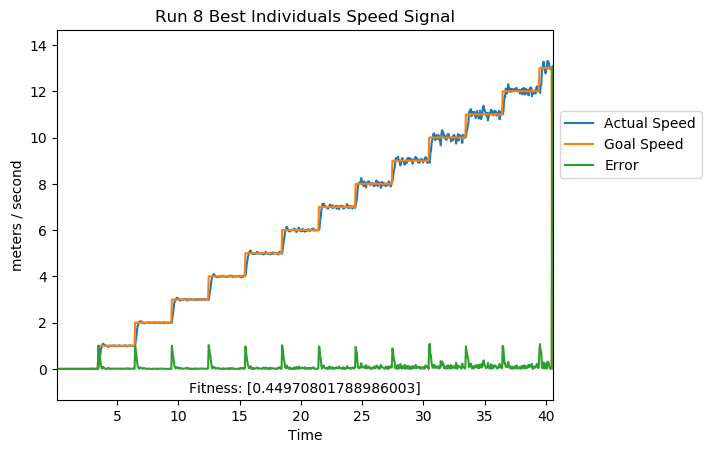 Run 8 Best Individuals Speed Signal
14
12
10
8
6
4
2
0
meters / second
Actual Speed
Goal Speed
Error
Fitness: [0.44970801788986003]
5
10
15
20
25
30
35
40
Time